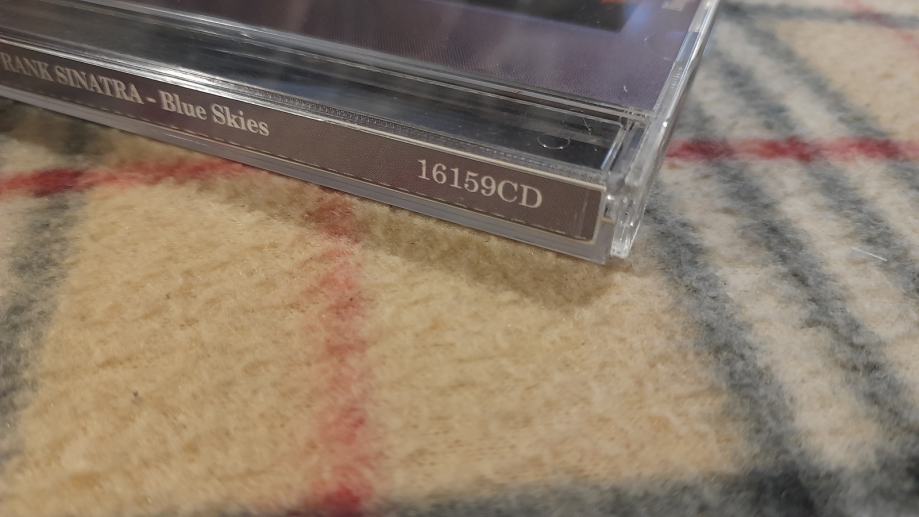 RANK SINATRA - Blue Skies
16159CD